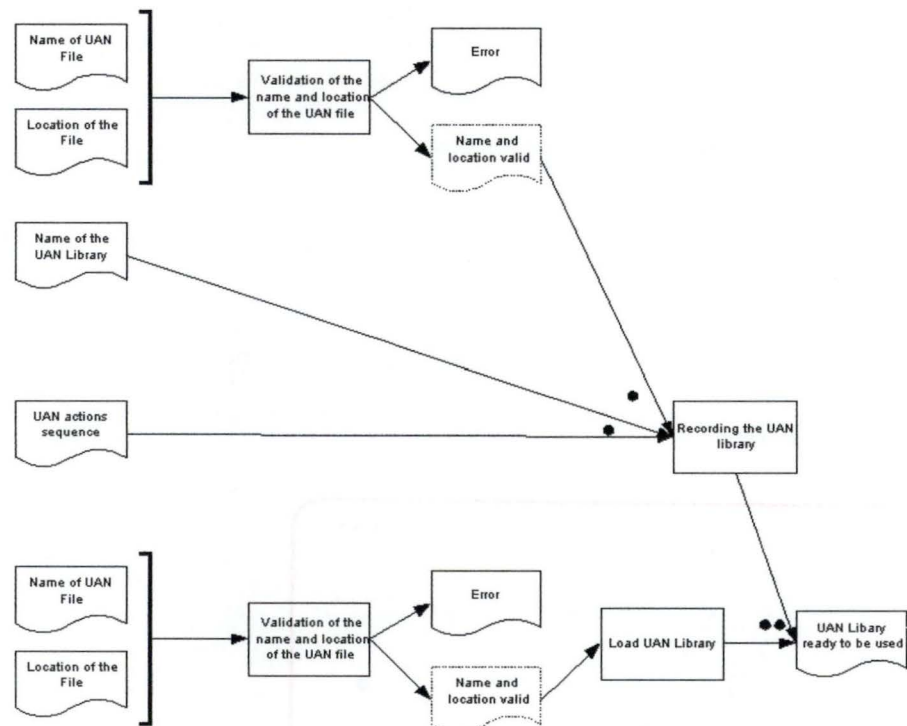 Name of UAN
File
Location of the
File
Validation of the
name and location
of the UAN file
Error
Name and
location valid
Name of the
UAN Library
UAN actions
sequence
Recording the UAN
library
Name of UAN
File
Location of the
File
Validation of the
name and location
of the UAN file
Error
Name and
location valid
Load UAN Library
UAN Libary
ready to be used